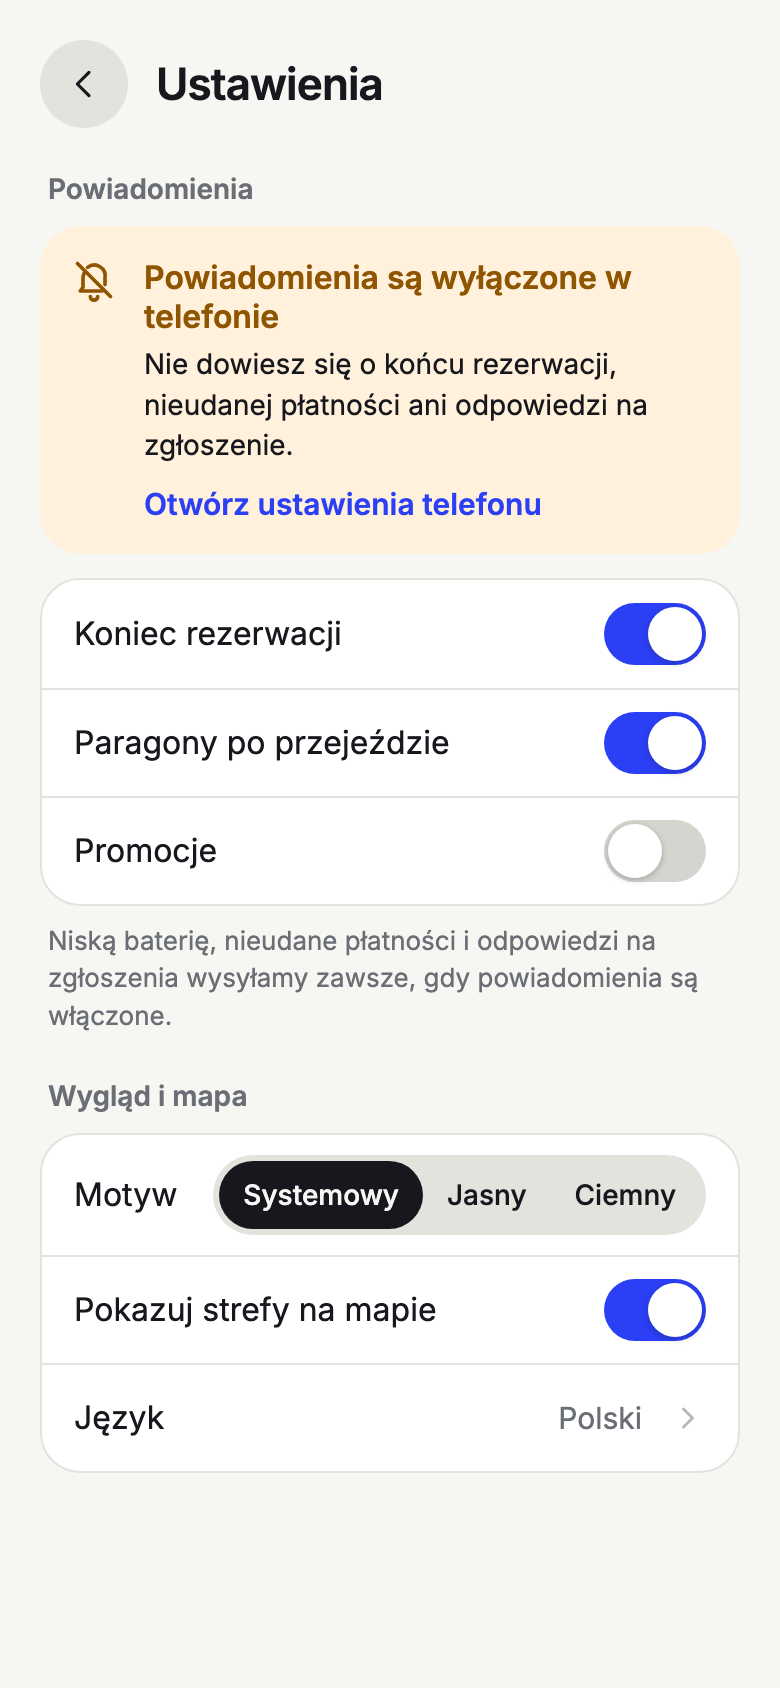 Ustawienia
Powiadomienia
Powiadomienia są wyłączone w
telefonie
Nie dowiesz się o końcu rezerwacji,
nieudanej płatności ani odpowiedzi na
zgłoszenie.
Otwórz ustawienia telefonu
Koniec rezerwacji
Paragony po przejeździe
Promocje
Niską baterię, nieudane płatności i odpowiedzi na
zgłoszenia wysyłamy zawsze, gdy powiadomienia są
włączone.
Wygląd i mapa
Motyw Systemowy Jasny Ciemny
Pokazuj strefy na mapie
Język Polski